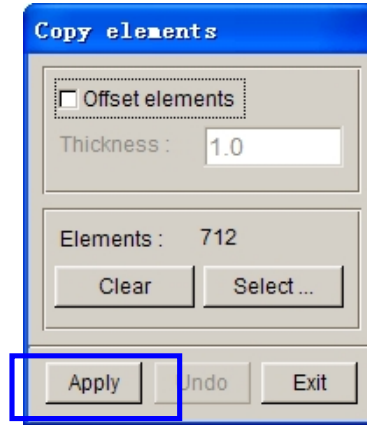 Copy elements
Offset elements
Thickness : 1.0
Elements : 712
Clear Select ...
Apply Undo Exit